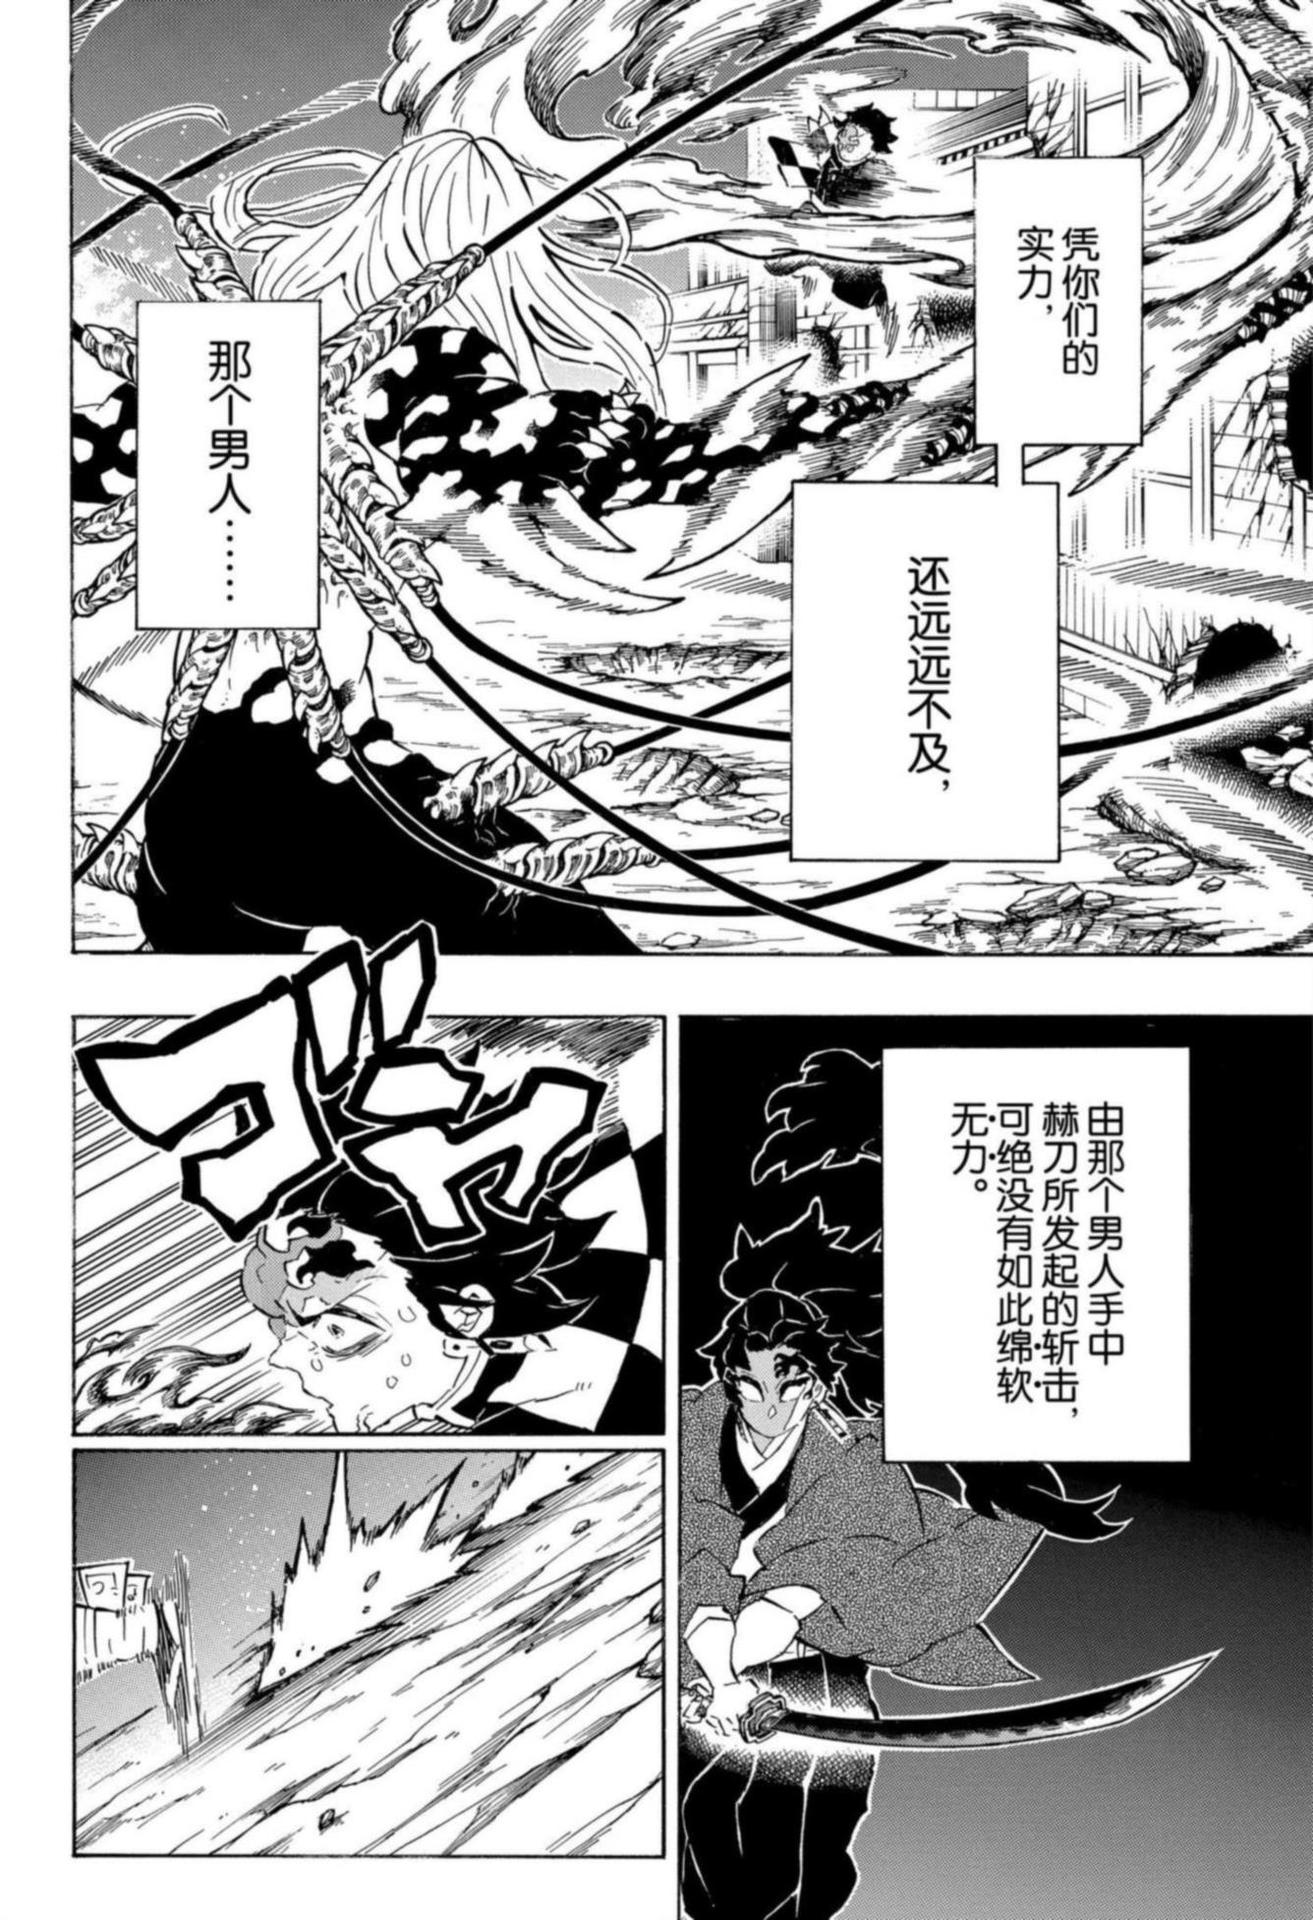 凭你们的
实力，
还远远不及，
那个男人……
由那个男人手中
赫刀所发起的斩击，
可绝没有如此绵软
无力。
ゴッ